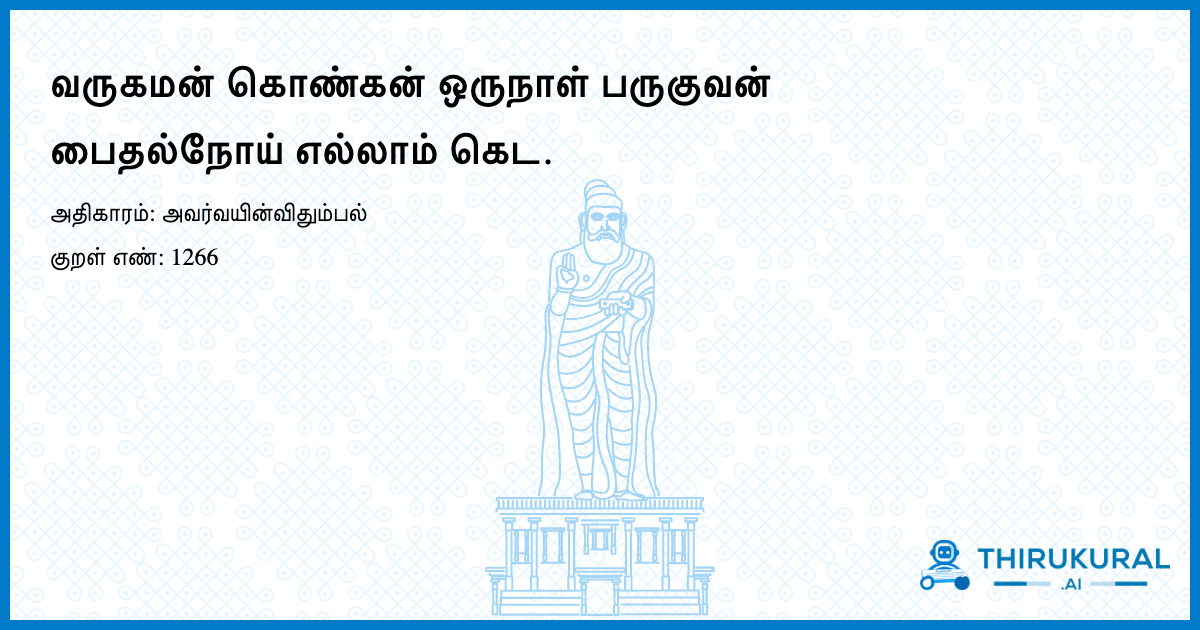 வருகமன் கொண்கன் ஒருநாள் பருகுவன்
பைதல்நோய் எல்லாம் கெட.
அதிகாரம்: அவர்வயின்விதும்பல்
குறள் எண்: 1266
THIRUKURAL
.AI